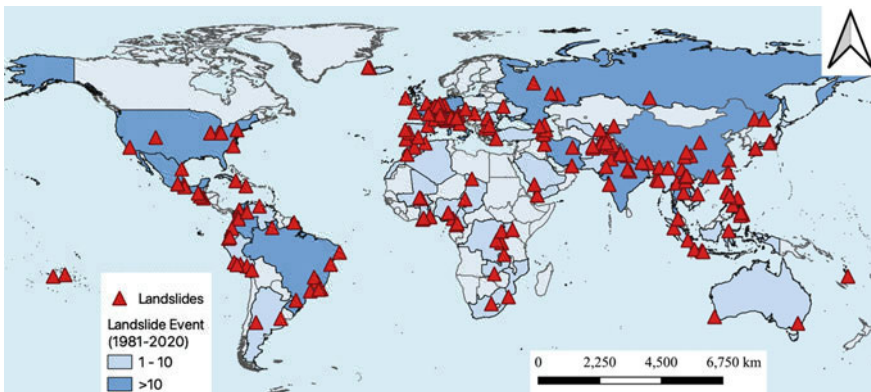 Landslides
Landslide Event
(1981-2020)
1 - 10
>10
0 2,250 4,500 6,750 km